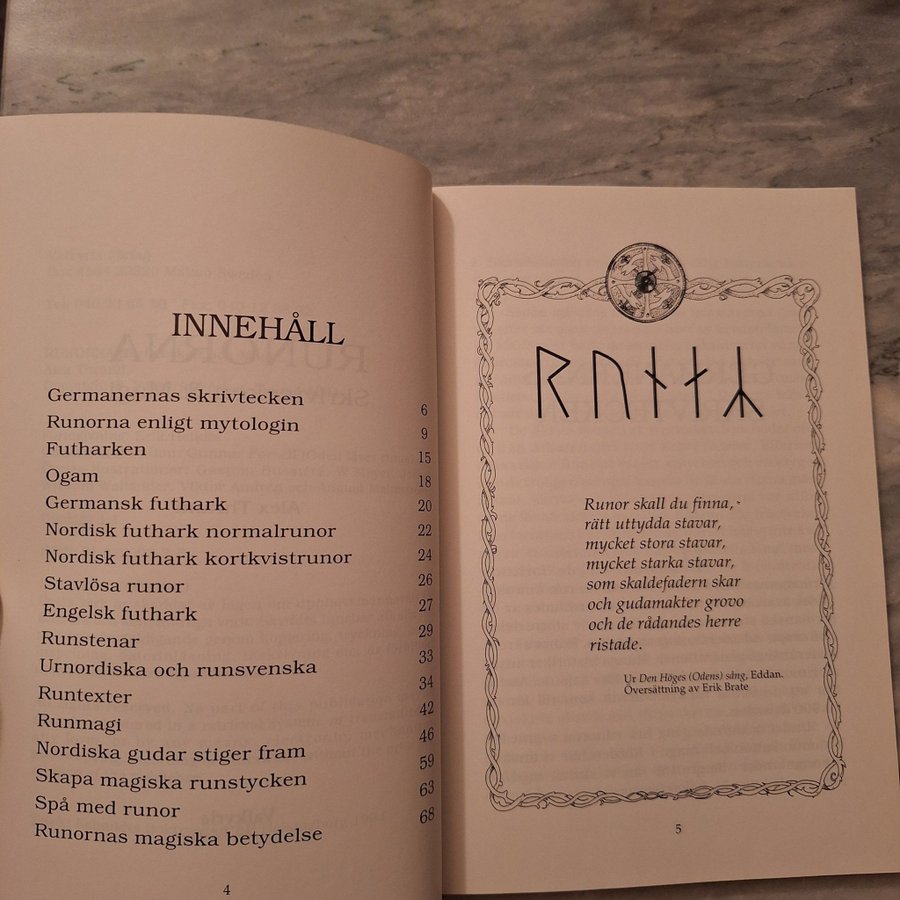 INNEHÅLL
Germanernas skrivtecken 6
Runorna enligt mytologin 9
Futharken 15
Ogam 18
Germansk futhark 20
Nordisk futhark normalrunor 22
Nordisk futhark kortkvistrunor 24
Stavlösa runor 26
Engelsk futhark 27
Runstenar 29
Urnordiska och runsvenska 33
Runtexter 34
Runmagi 42
Nordiska gudar stiger fram 46
Skapa magiska runstycken 59
Spå med runor 63
Runornas magiska betydelse 68
4
ᚱᚢᚾᛅᛦ
Runor skall du finna,
rätt uttydda stavar,
mycket stora stavar,
mycket starka stavar,
som skaldefadern skar
och gudamakter grovo
och de rådandes herre
ristade.
Ur Den Höges (Odens) sång, Eddan.
Översättning av Erik Brate
5